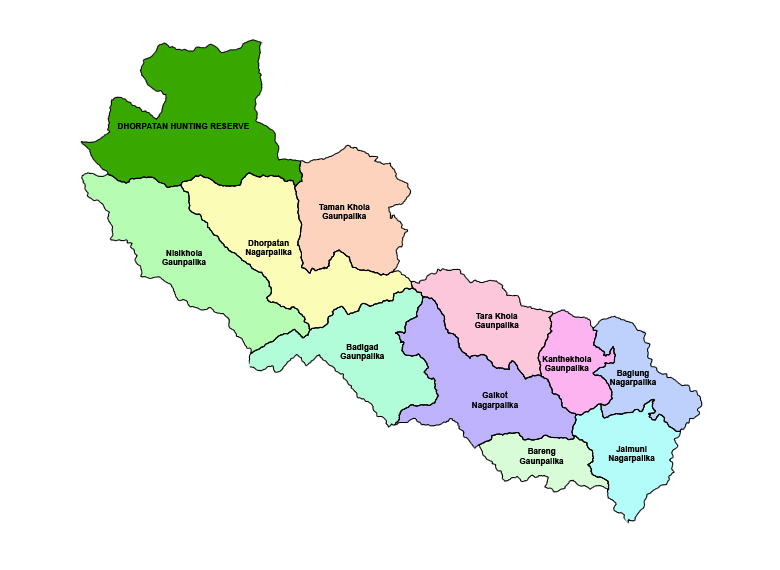 DHORPATAN HUNTING RESERVE
Taman Khola
Gaunpalika
Dhorpatan
Nagarpalika
Nisikhola
Gaunpalika
Tara Khola
Gaunpalika
Badigad
Gaunpalika
Kanthekhola
Gaunpalika
Baglung
Nagarpalika
Galkot
Nagarpalika
Bareng
Gaunpalika
Jaimuni
Nagarpalika